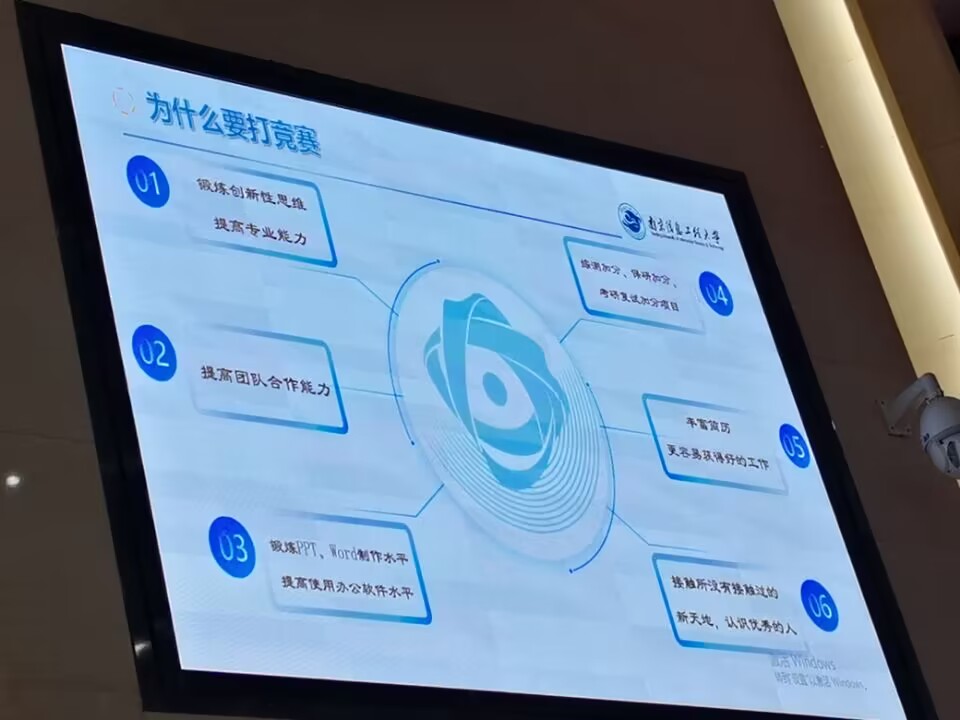 为什么要打竞赛
南京信息工程大学
01
锻炼创新性思维
提高专业能力
02
提高团队合作能力
03
锻炼PPT、Word制作水平
提高使用办公软件水平
04
综测加分、保研加分、
考研复试加分项目
05
丰富简历
更容易获得好的工作
06
接触所没有接触过的
新天地,认识优秀的人
激活 Windows
转到"设置"以激活 Windows。